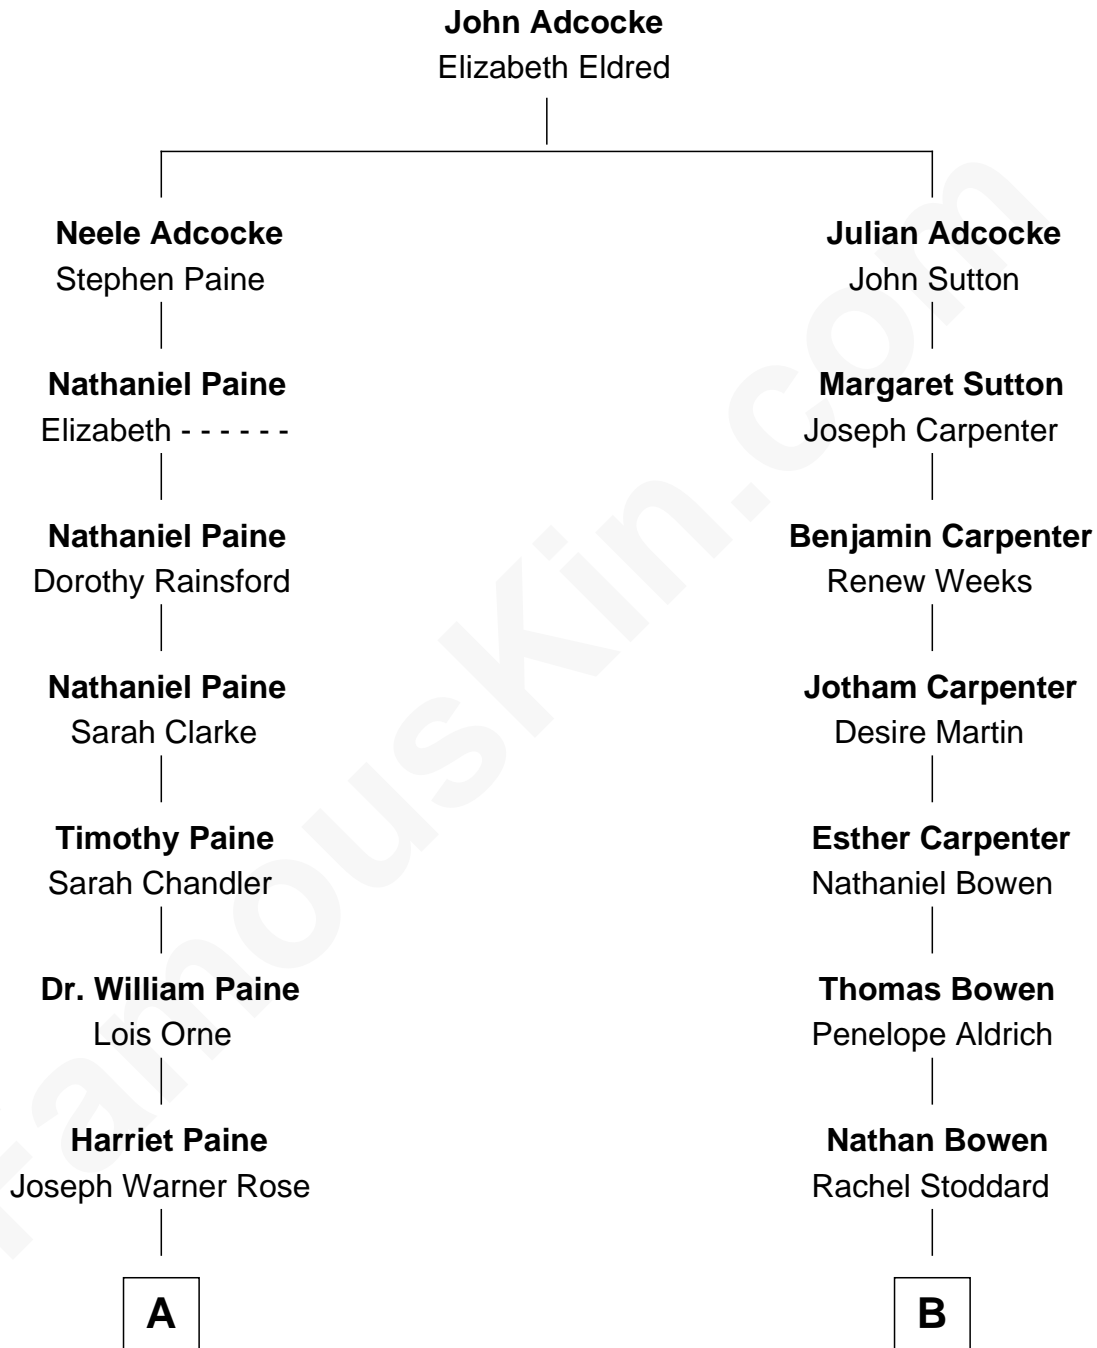 John Adcocke
Elizabeth Eldred
Neele Adcocke
Stephen Paine
Julian Adcocke
John Sutton
Nathaniel Paine
Elizabeth - - - - - -
Margaret Sutton
Joseph Carpenter
Nathaniel Paine
Dorothy Rainsford
Benjamin Carpenter
Renew Weeks
Nathaniel Paine
Sarah Clarke
Jotham Carpenter
Desire Martin
Timothy Paine
Sarah Chandler
Esther Carpenter
Nathaniel Bowen
Dr. William Paine
Lois Orne
Thomas Bowen
Penelope Aldrich
Harriet Paine
Joseph Warner Rose
Nathan Bowen
Rachel Stoddard
A
B
FamousKin.com